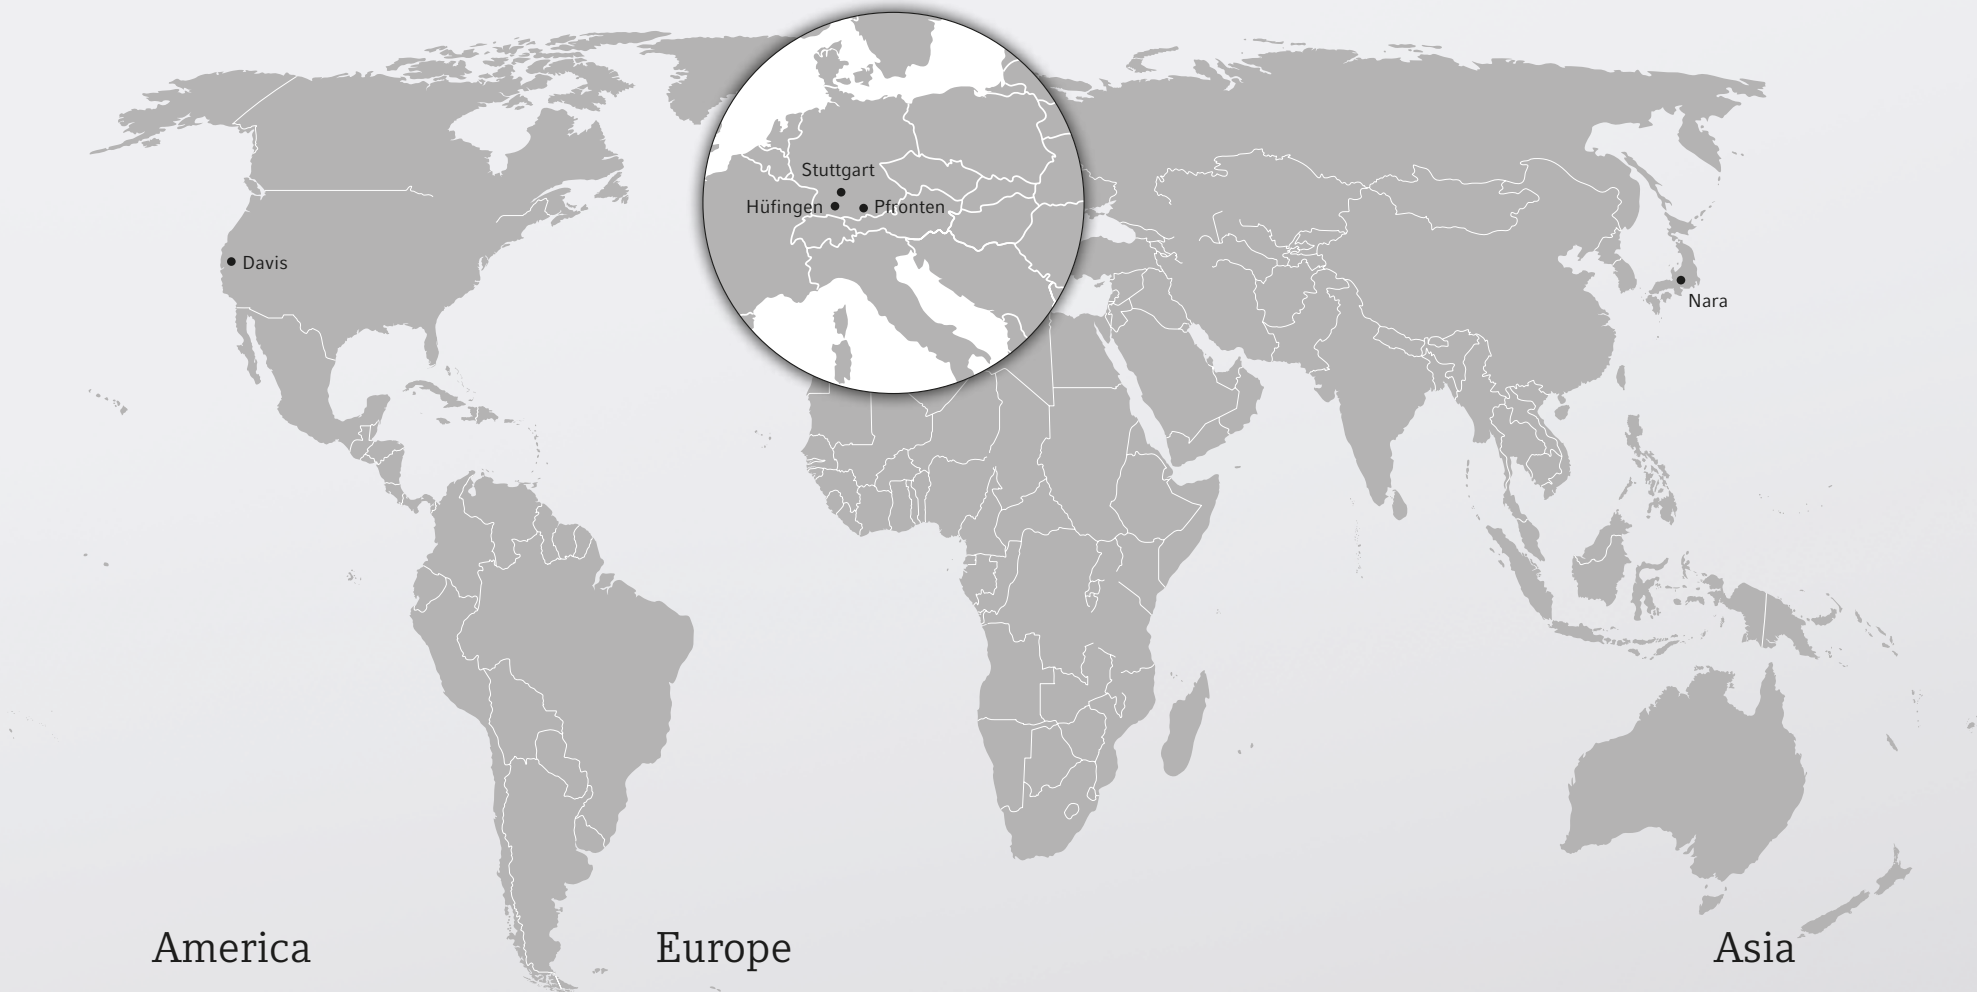 Stuttgart
Hüfingen
Pfronten
Davis
Nara
America
Europe
Asia